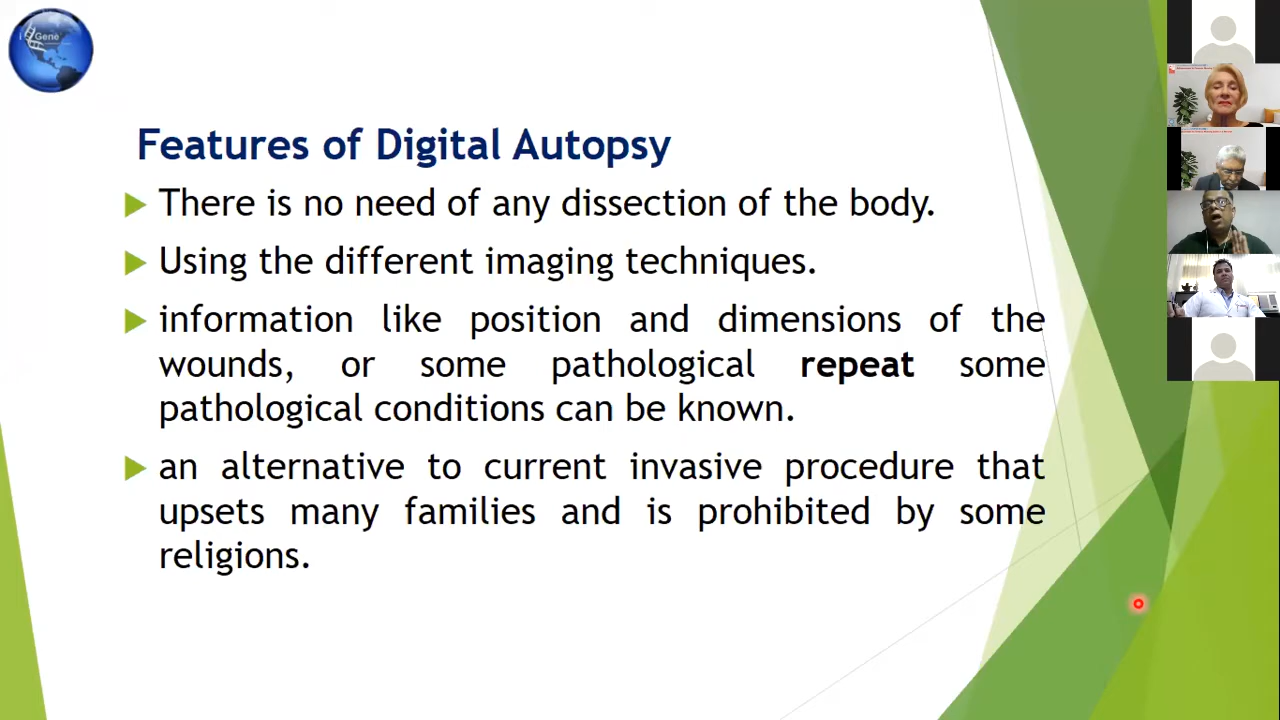 iGene
Features of Digital Autopsy
There is no need of any dissection of the body.
Using the different imaging techniques.
information like position and dimensions of the
wounds, or some pathological repeat some
pathological conditions can be known.
an alternative to current invasive procedure that
upsets many families and is prohibited by some
religions.